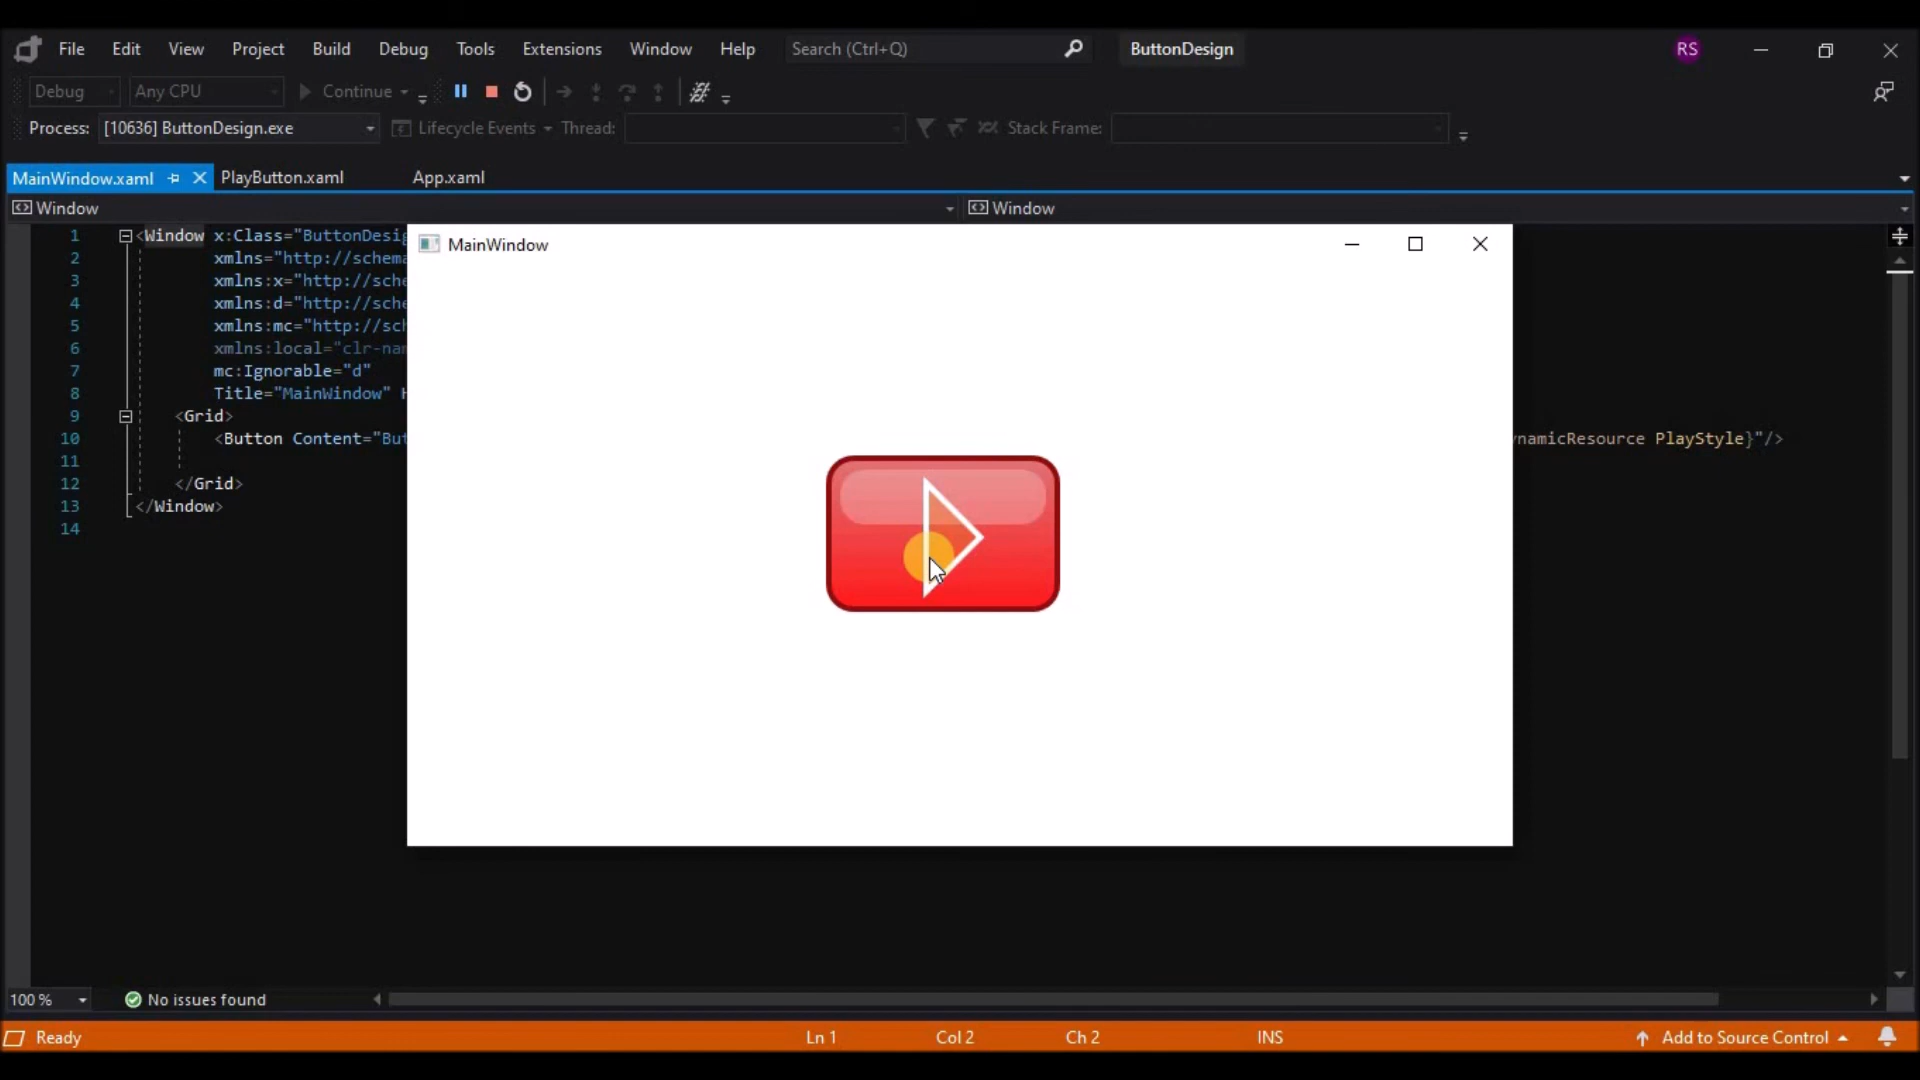 File Edit View Project Build Debug Tools Extensions Window Help Search (Ctrl+Q) ButtonDesign RS
Debug Any CPU Continue
Process: [10636] ButtonDesign.exe Lifecycle Events Thread: Stack Frame:
MainWindow.xaml PlayButton.xaml App.xaml
Window Window
MainWindow
1 <Window x:Class="ButtonDesig
2 xmlns="http://schema
3 xmlns:x="http://sche
4 xmlns:d="http://sche
5 xmlns:mc="http://sch
6 xmlns:local="clr-nam
7 mc:Ignorable="d"
8 Title="MainWindow" H
9 <Grid>
10 <Button Content="But namicResource PlayStyle}"/>
11
12 </Grid>
13 </Window>
14
100 % No issues found
Ready Ln 1 Col 2 Ch 2 INS Add to Source Control